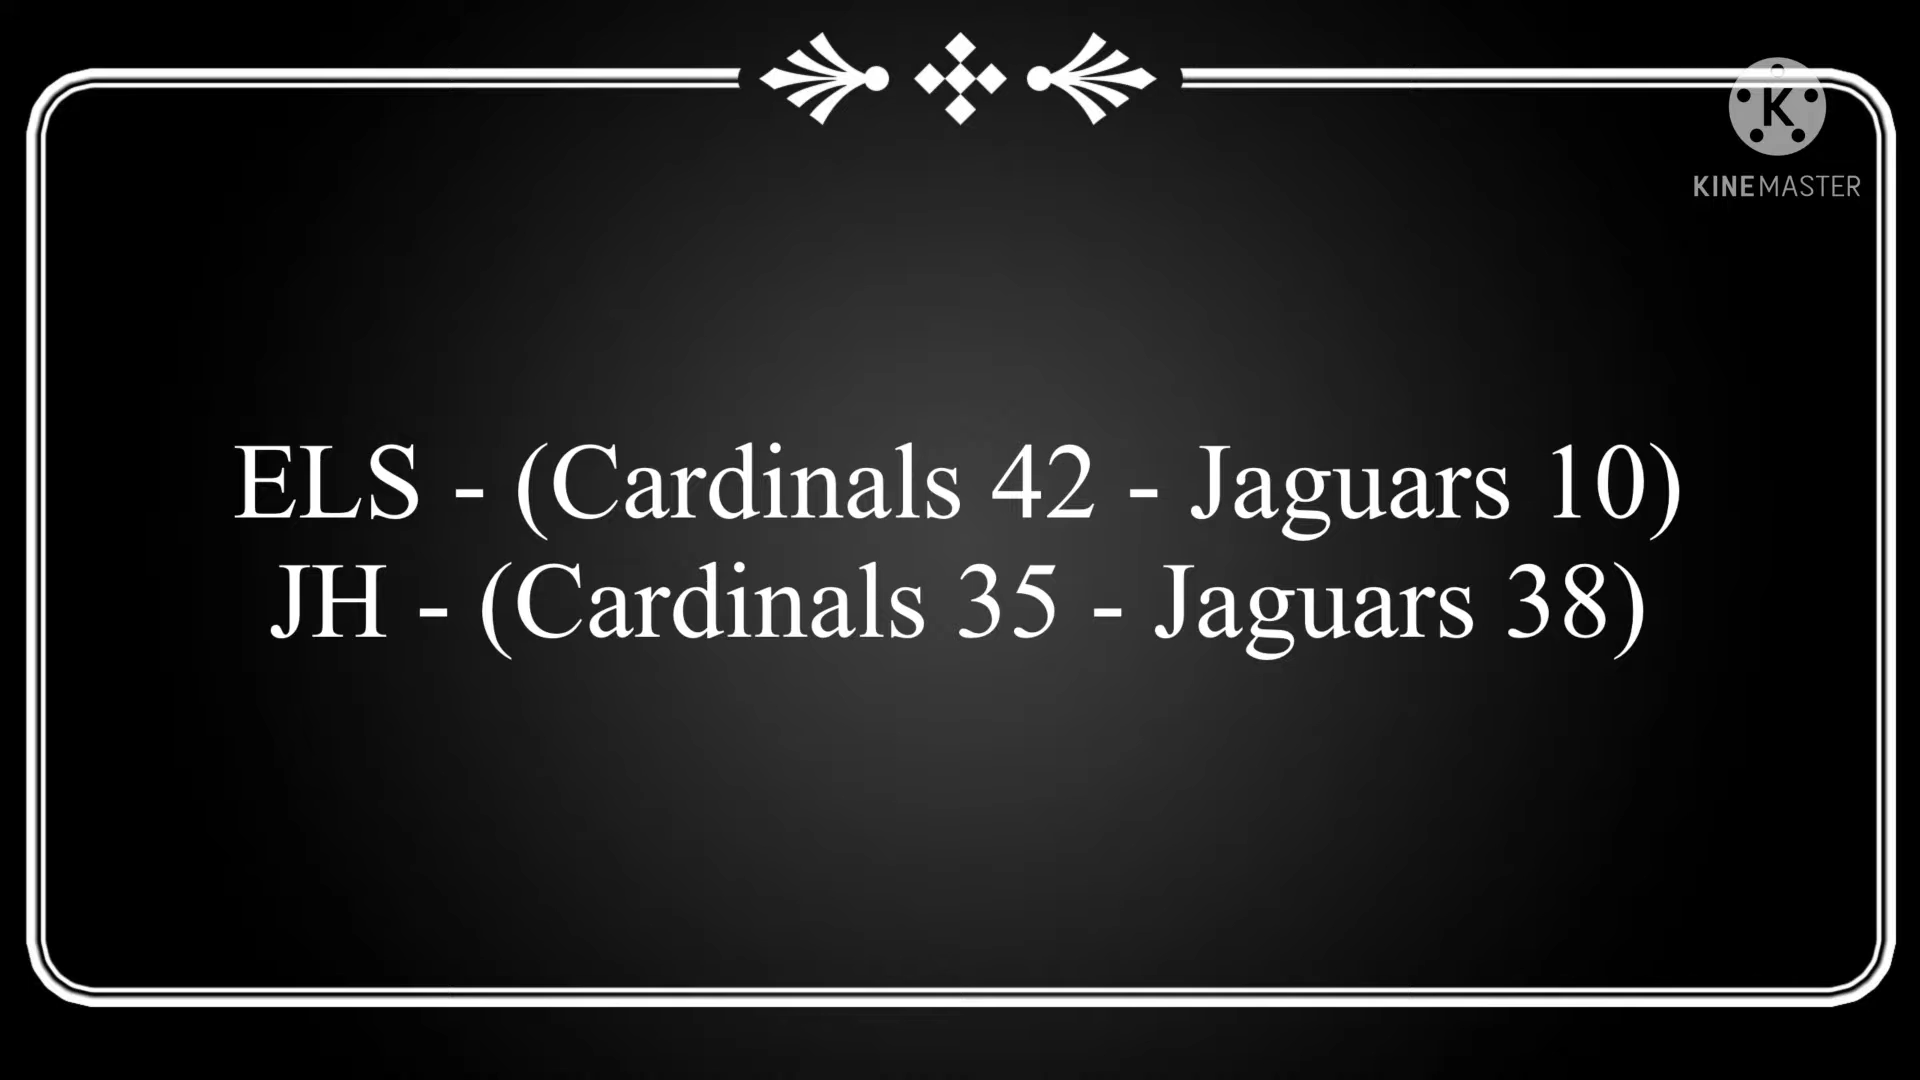 K
KINEMASTER
ELS - (Cardinals 42 - Jaguars 10)
JH - (Cardinals 35 - Jaguars 38)